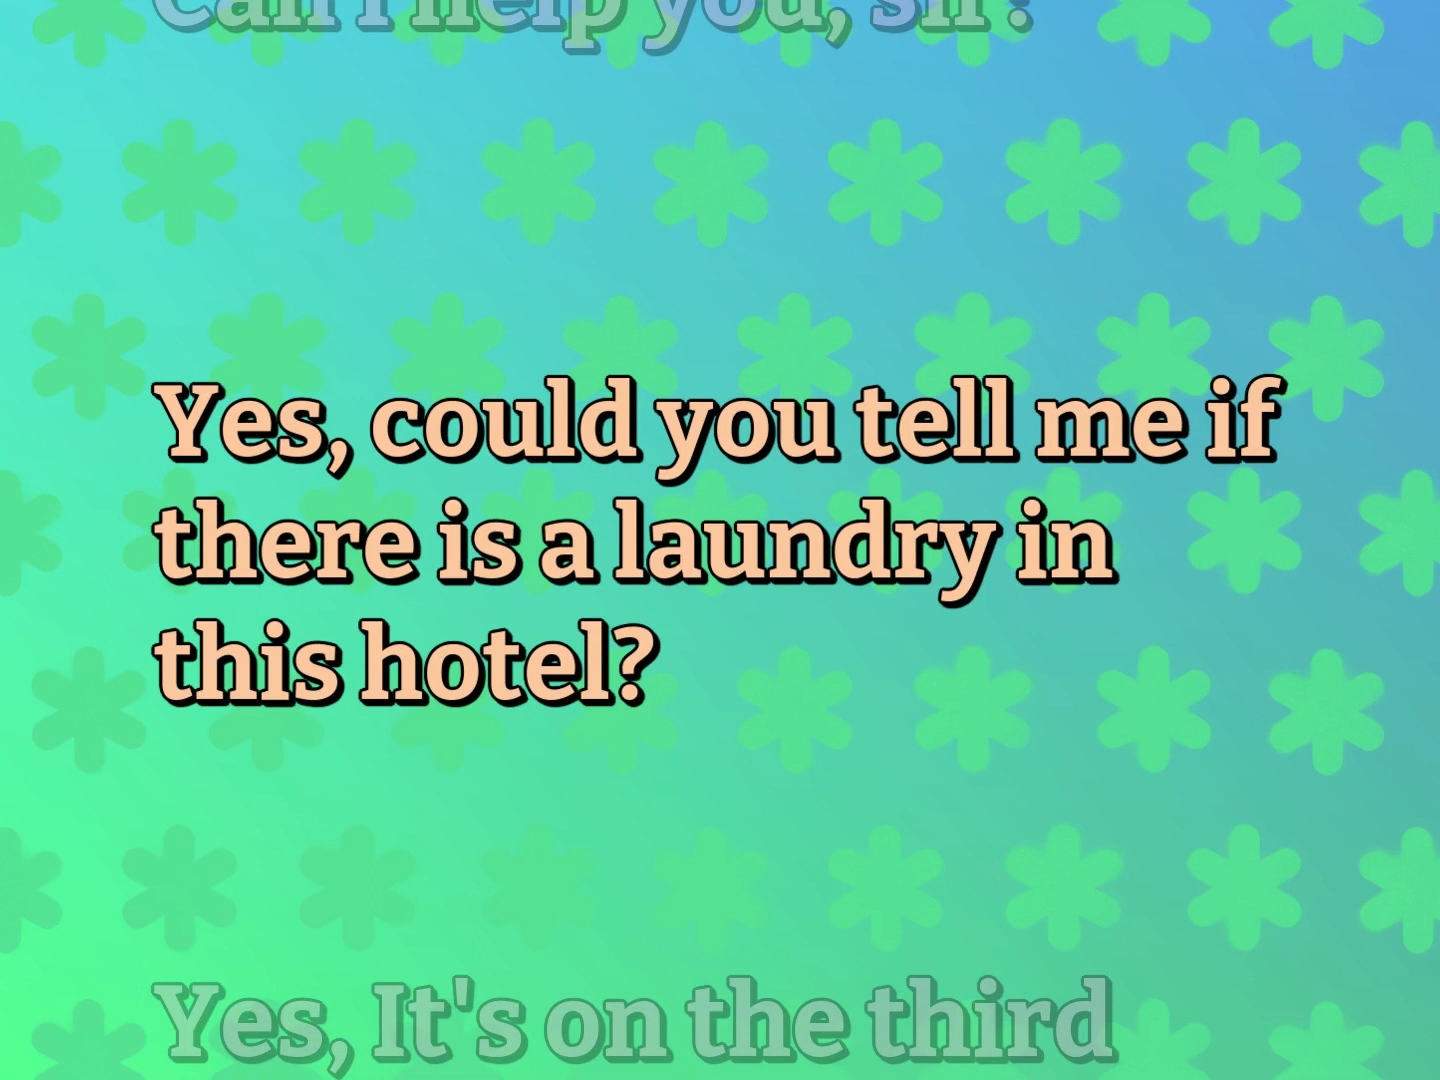 Can I help you, sir?
Yes, could you tell me if
there is a laundry in
this hotel?
Yes, It's on the third